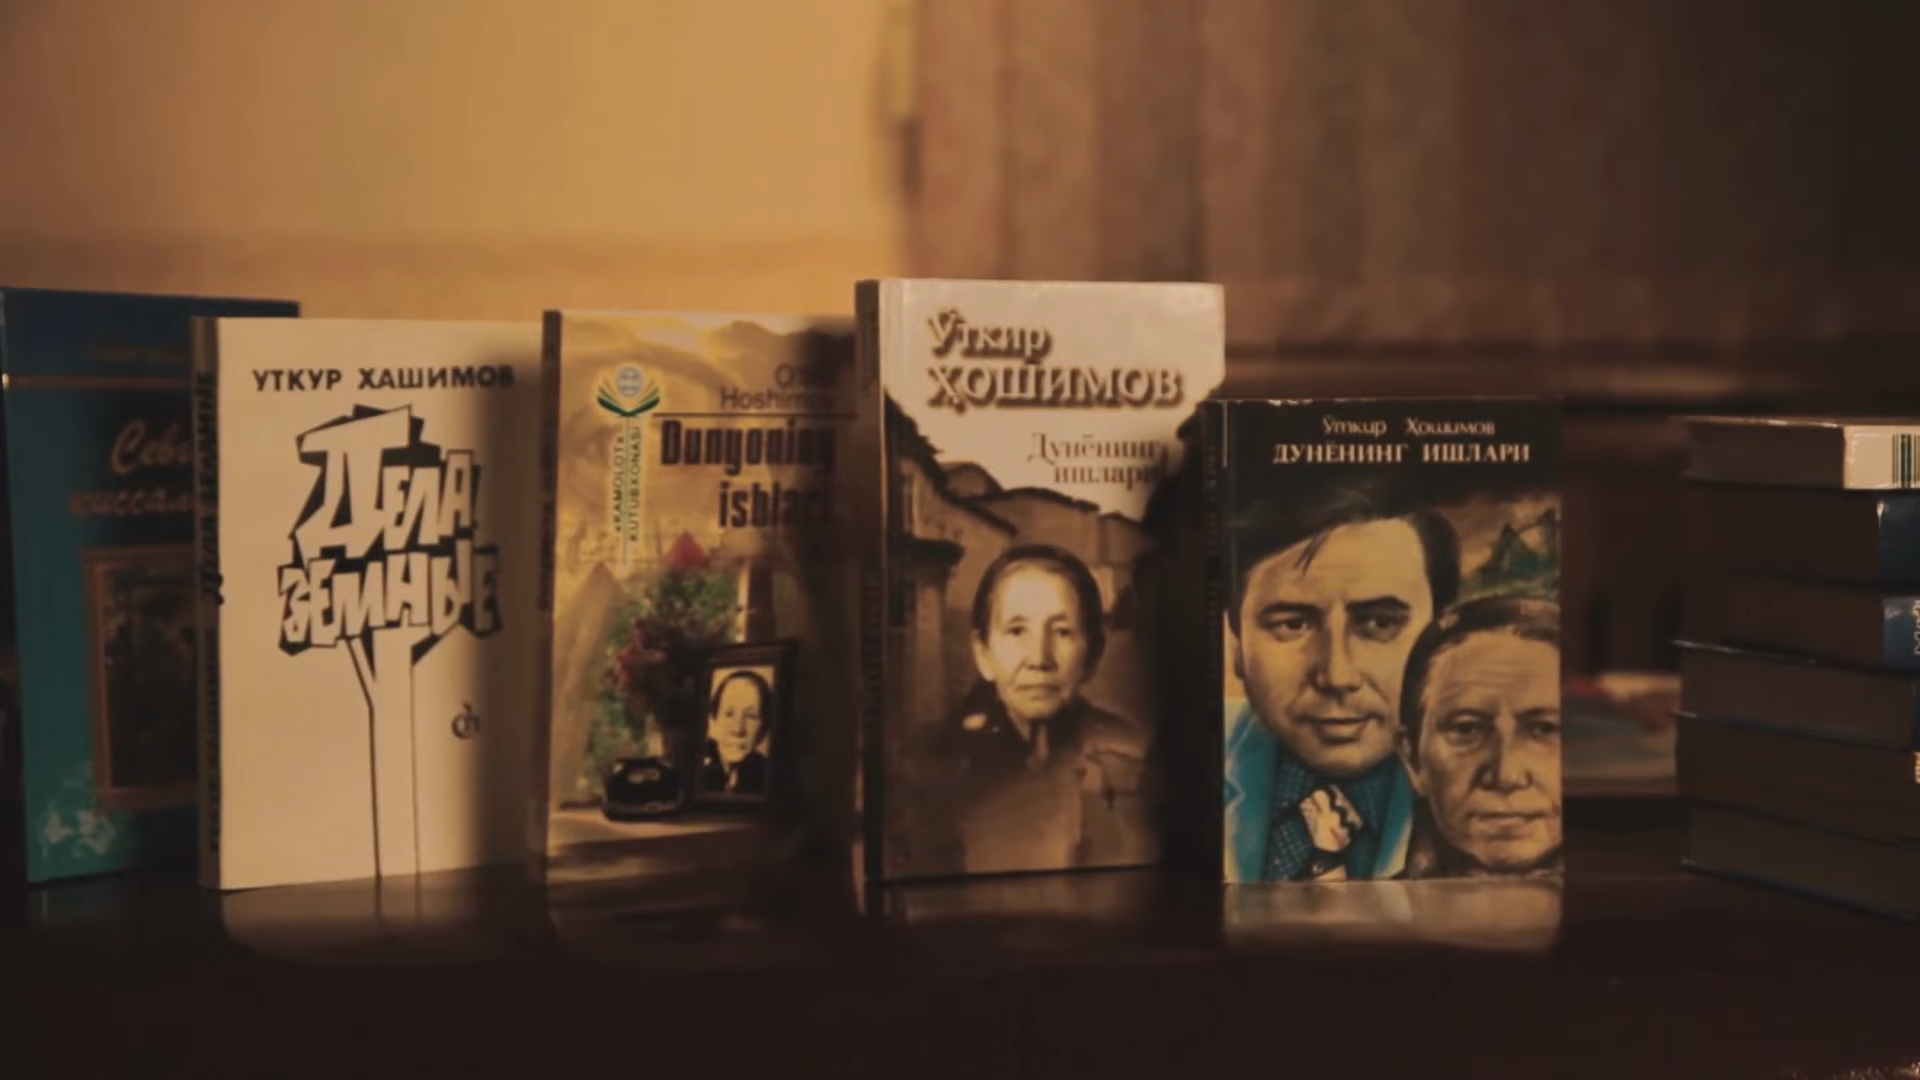 УТКУР ХАШИМОВ
ДЕЛА
ЗЕМНЫЕ
Hoshimov
Dunyoning
ishlari
«KAMOLOT»
KUTUBXONASI
Ўткир
ҲОШИМОВ
Дунёнинг
ишлари
Ўткир Ҳошимов
ДУНЁНИНГ ИШЛАРИ